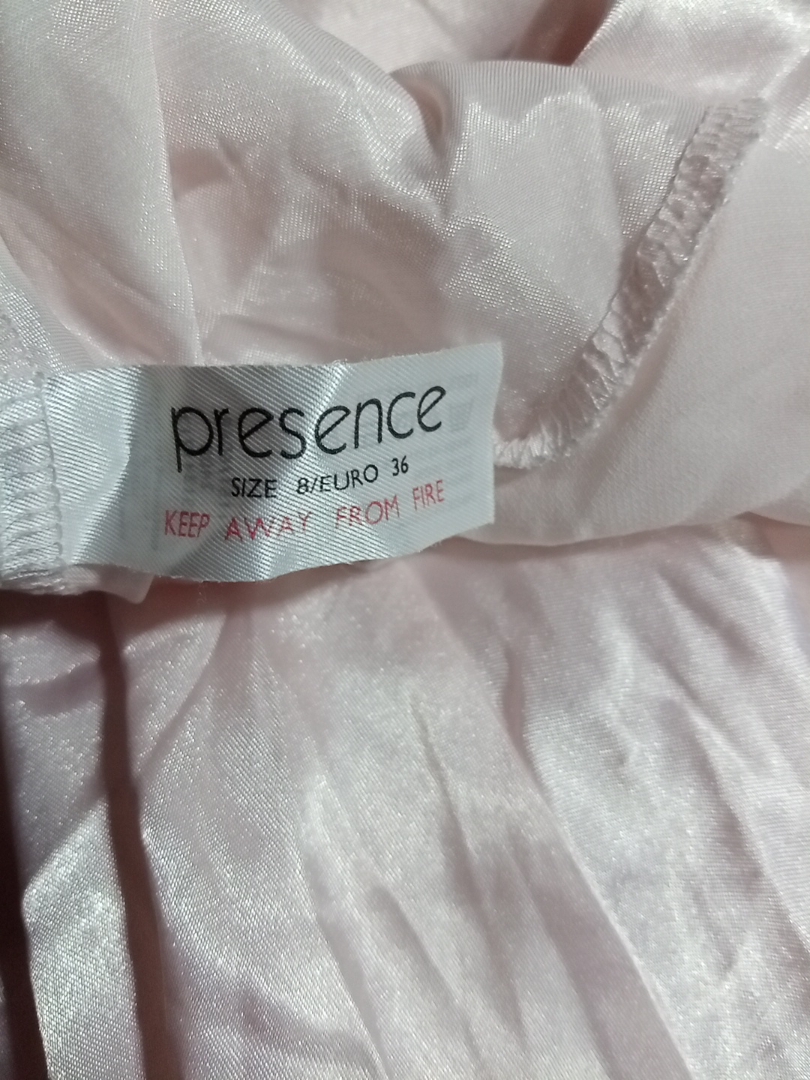 presence
SIZE 8/EURO 36
KEEP AWAY FROM FIRE